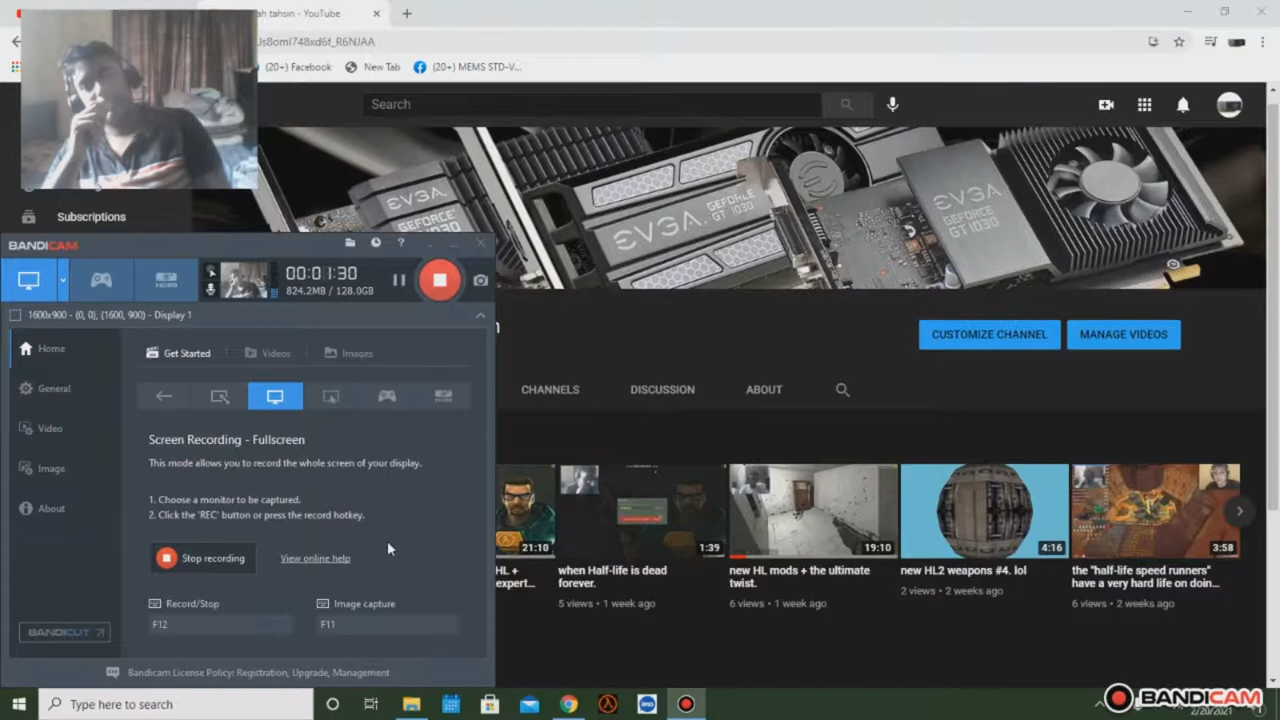 ah tahsin - YouTube
Js8omI748xd6f_R6NJAA
(20+) Facebook
New Tab
(20+) MEMS STD-V...
Search
EVGA
GEFORCE
GT 1030
EVGA
GEFORCE
GT 1030
EVGA
GEFORCE
GT 1030
Subscriptions
BANDICAM
00:01:30
824.2MB / 128.0GB
HDMI
1600x900 - (0, 0), (1600, 900) - Display 1
CUSTOMIZE CHANNEL
MANAGE VIDEOS
Home
Get Started
Videos
Images
General
CHANNELS
DISCUSSION
ABOUT
Video
Screen Recording - Fullscreen
This mode allows you to record the whole screen of your display.
Image
1. Choose a monitor to be captured.
2. Click the 'REC' button or press the record hotkey.
About
Stop recording
View online help
21:10
1:39
19:10
4:16
3:58
HL +
expert...
when Half-life is dead
forever.
5 views • 1 week ago
new HL mods + the ultimate
twist.
6 views • 1 week ago
new HL2 weapons #4. lol
2 views • 2 weeks ago
the "half-life speed runners"
have a very hard life on doin...
6 views • 2 weeks ago
Record/Stop
Image capture
F12
F11
BANDICUT
Bandicam License Policy: Registration, Upgrade, Management
Type here to search
BANDICAM
2/20/2021